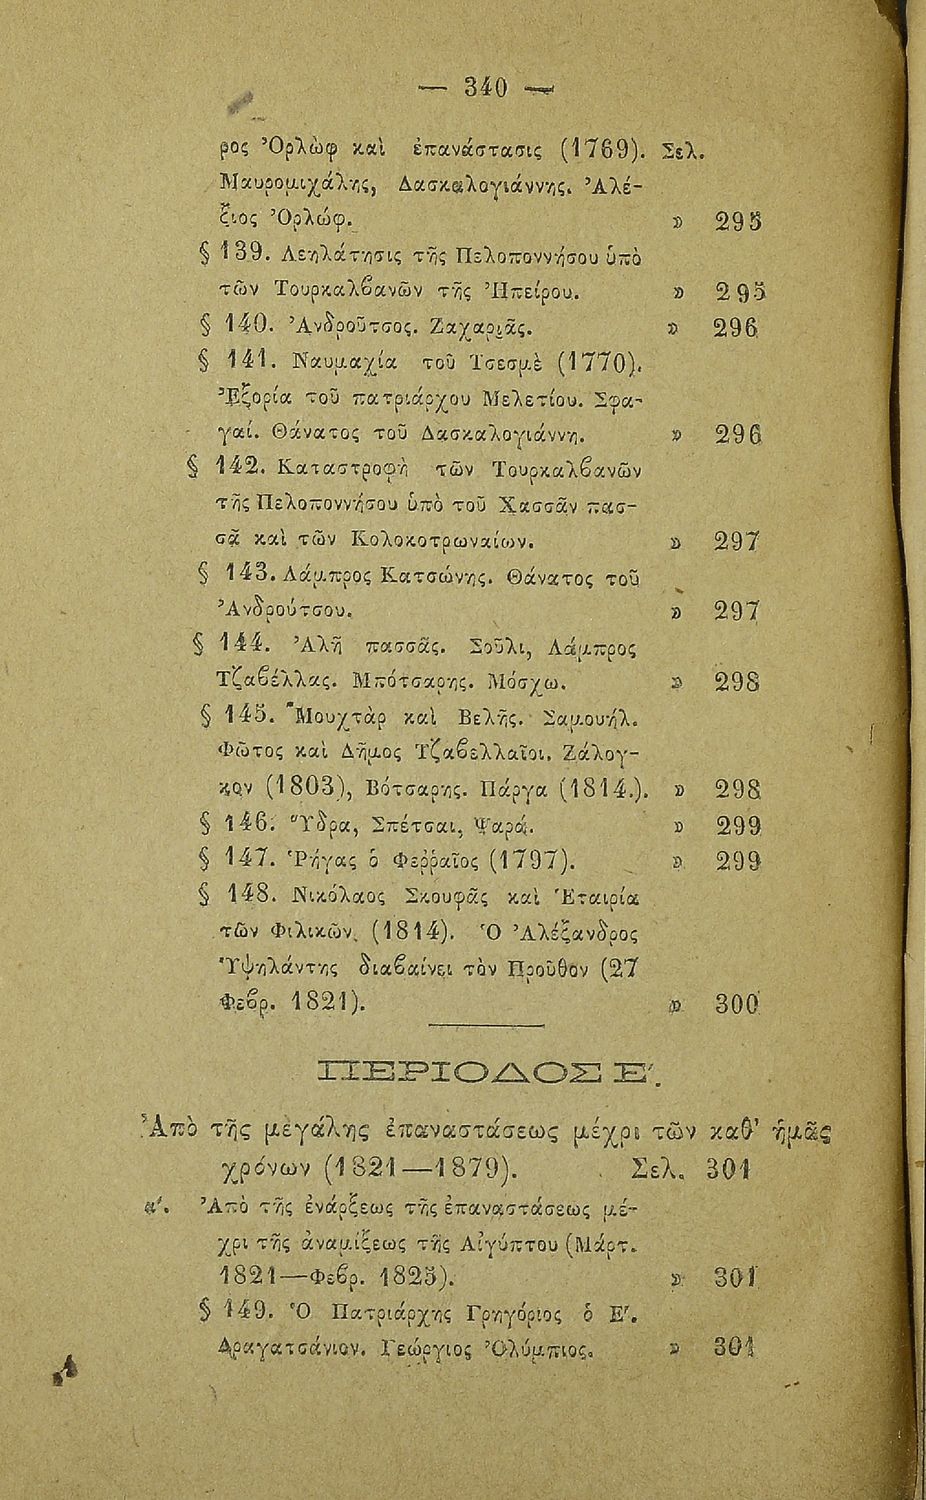 — 340 —
ρος Ὀρλὼφ καὶ ἐπανάστασις (1769). Σελ.
Μαυρομιχάλης, Δασκαλογιάννης. Ἀλέ-
ξιος Ὀρλώφ. » 295
§ 139. Λεηλάτησις τῆς Πελοποννήσου ὑπὸ
τῶν Τουρκαλβανῶν τῆς Ἠπείρου. » 295
§ 140. Ἀνδροῦτσος. Ζαχαριᾶς. » 296
§ 141. Ναυμαχία τοῦ Τσεσμὲ (1770).
Ἐξορία τοῦ πατριάρχου Μελετίου. Σφα-
γαί. Θάνατος τοῦ Δασκαλογιάννη. » 296
§ 142. Καταστροφὴ τῶν Τουρκαλβανῶν
τῆς Πελοποννήσου ὑπὸ τοῦ Χασσᾶν πασ-
σᾶ καὶ τῶν Κολοκοτρωναίων. » 297
§ 143. Λάμπρος Κατσώνης. Θάνατος τοῦ
Ἀνδρούτσου. » 297
§ 144. Ἀλῆ πασσᾶς. Σοῦλι, Λάμπρος
Τζαβέλλας. Μπότσαρης. Μόσχω. » 298
§ 145. Μουχτὰρ καὶ Βελῆς. Σαμουήλ.
Φῶτος καὶ Δῆμος Τζαβελλαῖοι. Ζάλογ-
κον (1803), Βότσαρης. Πάργα (1814.). » 298
§ 146. Ὕδρα, Σπέτσαι, Ψαρά. » 299
§ 147. Ῥήγας ὁ Φεῤῥαῖος (1797). » 299
§ 148. Νικόλαος Σκουφᾶς καὶ Ἑταιρία
τῶν Φιλικῶν. (1814). Ὁ Ἀλέξανδρος
Ὑψηλάντης διαβαίνει τὸν Προῦθον (27
Φεβρ. 1821). » 300
ΠΕΡΙΟΔΟΣ Ε΄.
Ἀπὸ τῆς μεγάλης ἐπαναστάσεως μέχρι τῶν καθ' ἡμᾶς
χρόνων (1821—1879). Σελ. 301
α΄. Ἀπὸ τῆς ἐνάρξεως τῆς ἐπαναστάσεως μέ-
χρι τῆς ἀναμίξεως τῆς Αἰγύπτου (Μάρτ.
1821—Φεβρ. 1825). » 301
§ 149. Ὁ Πατριάρχης Γρηγόριος ὁ Ε΄.
Δραγατσάνιον. Γεώργιος Ὀλύμπιος. » 301